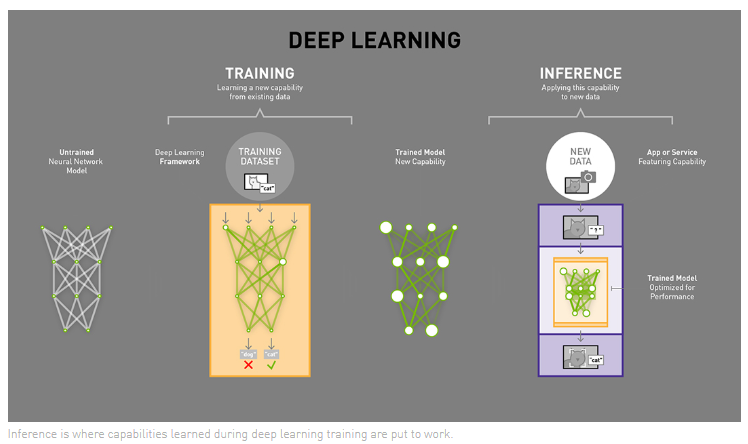 DEEP LEARNING
TRAINING
Learning a new capability
from existing data
INFERENCE
Applying this capability
to new data
Untrained
Neural Network
Model
Deep Learning
Framework
TRAINING
DATASET
"cat"
Trained Model
New Capability
NEW
DATA
App or Service
Featuring Capability
"?"
Trained Model
Optimized for
Performance
"dog"
"cat"
"cat"
Inference is where capabilities learned during deep learning training are put to work.